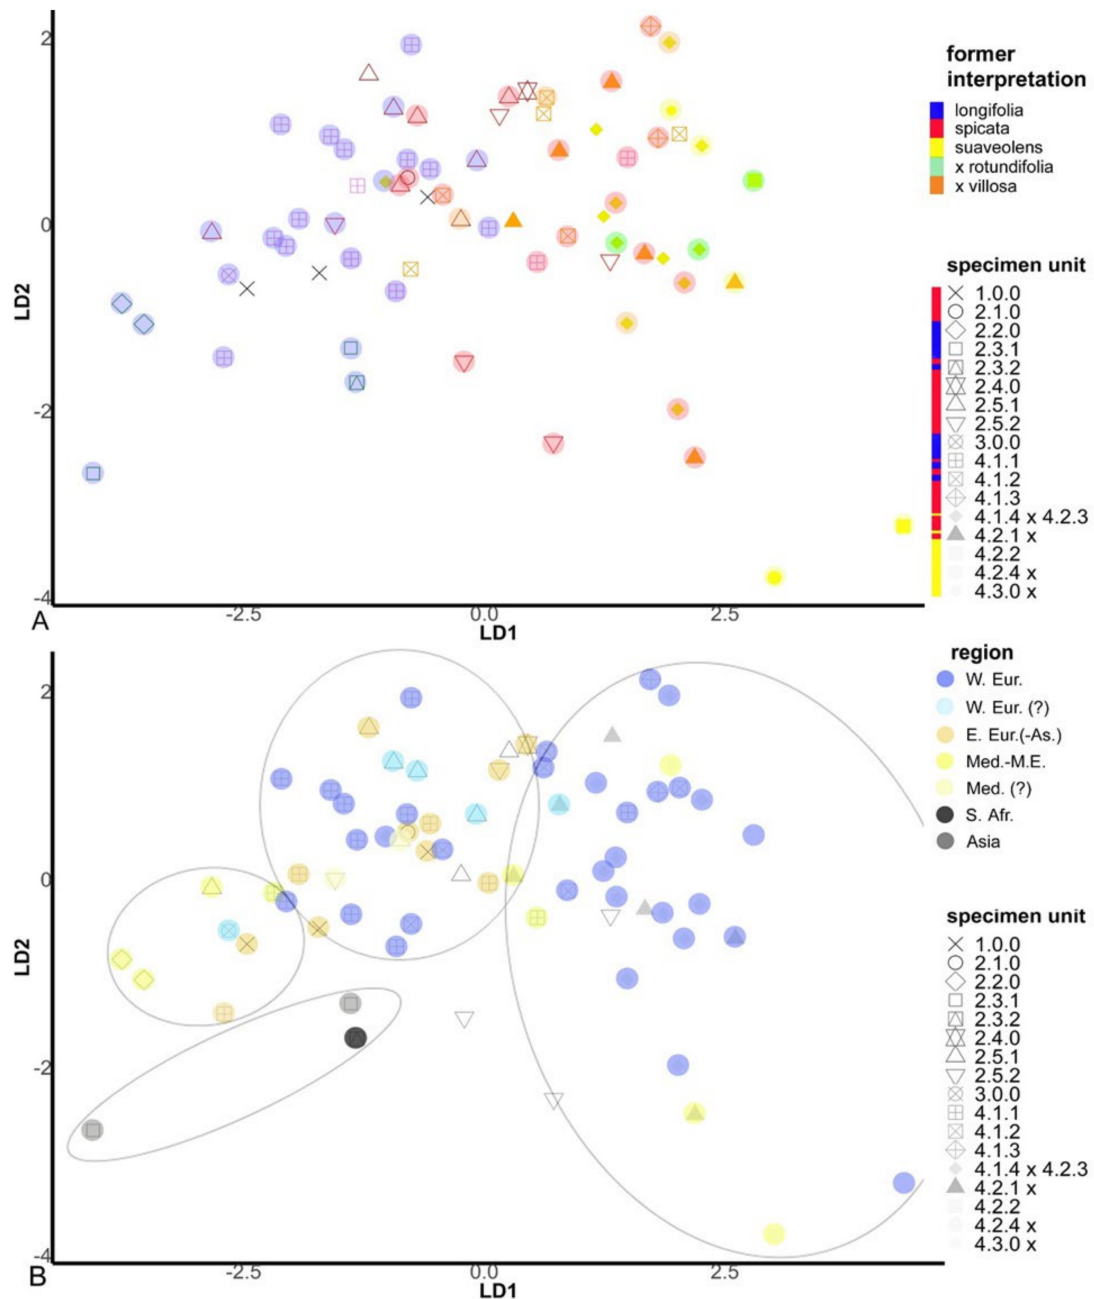 2
0
-2
-4
LD2
A
-2.5
0.0
2.5
LD1
former
interpretation
longifolia
spicata
suaveolens
x rotundifolia
x villosa
specimen unit
1.0.0
2.1.0
2.2.0
2.3.1
2.3.2
2.4.0
2.5.1
2.5.2
3.0.0
4.1.1
4.1.2
4.1.3
4.1.4 x 4.2.3
4.2.1 x
4.2.2
4.2.4 x
4.3.0 x
2
0
-2
-4
LD2
B
-2.5
0.0
2.5
LD1
region
W. Eur.
W. Eur. (?)
E. Eur.(-As.)
Med.-M.E.
Med. (?)
S. Afr.
Asia
specimen unit
1.0.0
2.1.0
2.2.0
2.3.1
2.3.2
2.4.0
2.5.1
2.5.2
3.0.0
4.1.1
4.1.2
4.1.3
4.1.4 x 4.2.3
4.2.1 x
4.2.2
4.2.4 x
4.3.0 x